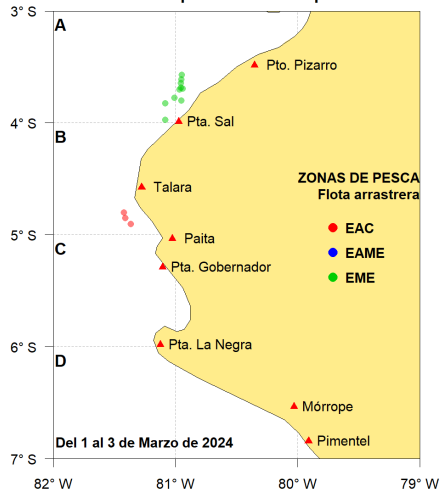 3° S
A
Pto. Pizarro
4° S
Pta. Sal
B
ZONAS DE PESCA
Talara
Flota arrastrera
EAC
5° S
Paita
C
EAME
Pta. Gobernador
EME
6° S
Pta. La Negra
D
Mórrope
Del 1 al 3 de Marzo de 2024
Pimentel
7° S
82° W
81° W
80° W
79° W